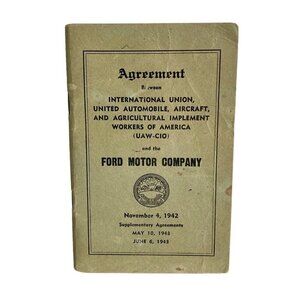 Agreement
Between
INTERNATIONAL UNION,
UNITED AUTOMOBILE, AIRCRAFT,
AND AGRICULTURAL IMPLEMENT
WORKERS OF AMERICA
(UAW-CIO)
and the
FORD MOTOR COMPANY
November 4, 1942
Supplementary Agreements
MAY 10, 1943
JUNE 6, 1943